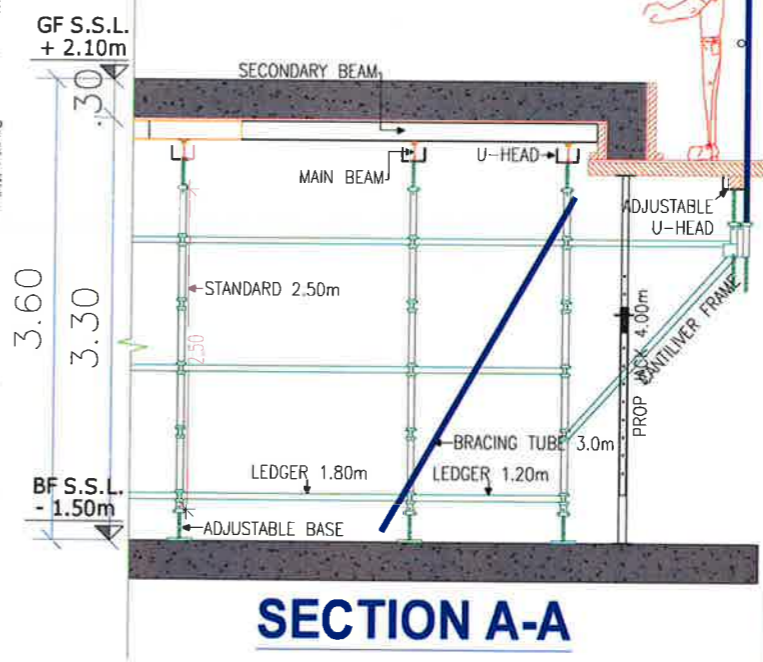 GF S.S.L.
+ 2.10m
.30
SECONDARY BEAM
MAIN BEAM
U-HEAD
ADJUSTABLE
U-HEAD
3.60
3.30
STANDARD 2.50m
2.50
PROP JACK 4.00m
CANTILIVER FRAME
BRACING TUBE 3.0m
LEDGER 1.80m
LEDGER 1.20m
BF S.S.L.
- 1.50m
ADJUSTABLE BASE
SECTION A-A